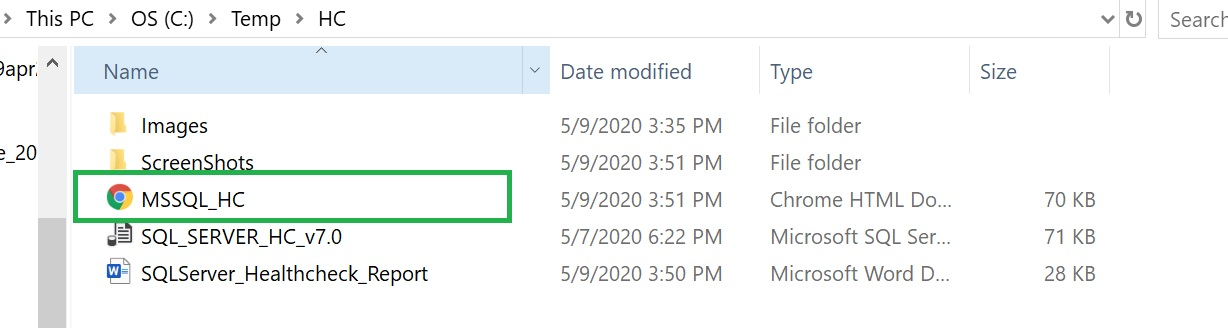 This PC > OS (C:) > Temp > HC
Search
9apr
Name Date modified Type Size
Images 5/9/2020 3:35 PM File folder
e_20
ScreenShots 5/9/2020 3:51 PM File folder
MSSQL_HC 5/9/2020 3:51 PM Chrome HTML Do... 70 KB
SQL_SERVER_HC_v7.0 5/7/2020 6:22 PM Microsoft SQL Ser... 71 KB
SQLServer_Healthcheck_Report 5/9/2020 3:50 PM Microsoft Word D... 28 KB